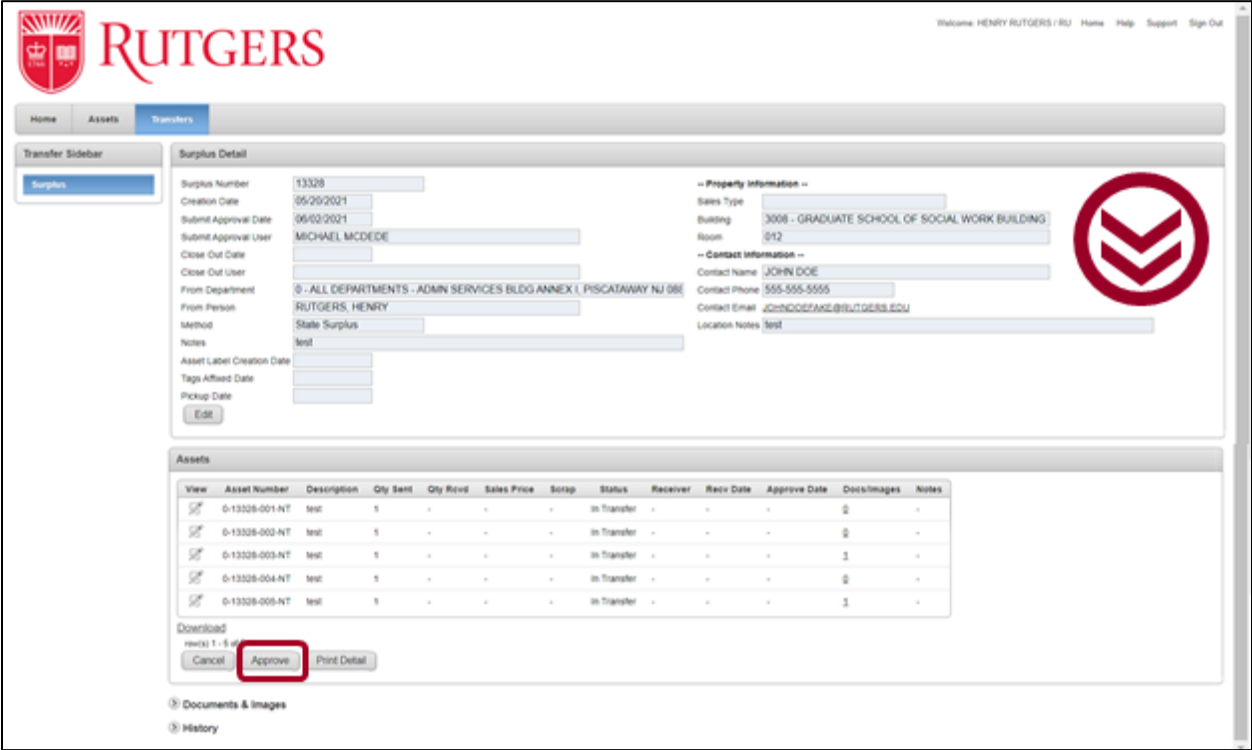 RUTGERS
1766
Welcome: HENRY RUTGERS / RU Home Help Support Sign Out
Home Assets Transfers
Transfer Sidebar
Surplus
Surplus Detail
Surplus Number 13328
Creation Date 05/20/2021
Submit Approval Date 06/02/2021
Submit Approval User MICHAEL MCDEDE
Close Out Date
Close Out User
From Department 0 - ALL DEPARTMENTS - ADMN SERVICES BLDG ANNEX I, PISCATAWAY NJ 088
From Person RUTGERS, HENRY
Method State Surplus
Notes test
Asset Label Creation Date
Tags Affixed Date
Pickup Date
Edit
-- Property Information --
Sales Type
Building 3008 - GRADUATE SCHOOL OF SOCIAL WORK BUILDING
Room 012
-- Contact Information --
Contact Name JOHN DOE
Contact Phone 555-555-5555
Contact Email JOHNDOEFAKE@RUTGERS.EDU
Location Notes test
Assets
View Asset Number Description Qty Sent Qty Rcvd Sales Price Scrap Status Receiver Recv Date Approve Date Docs/Images Notes
0-13328-001-NT test 1 - - - In Transfer - - - 0 -
0-13328-002-NT test 1 - - - In Transfer - - - 0 -
0-13328-003-NT test 1 - - - In Transfer - - - 1 -
0-13328-004-NT test 1 - - - In Transfer - - - 0 -
0-13328-005-NT test 1 - - - In Transfer - - - 1 -
Download
row(s) 1 - 5 of
Cancel Approve Print Detail
Documents & Images
History